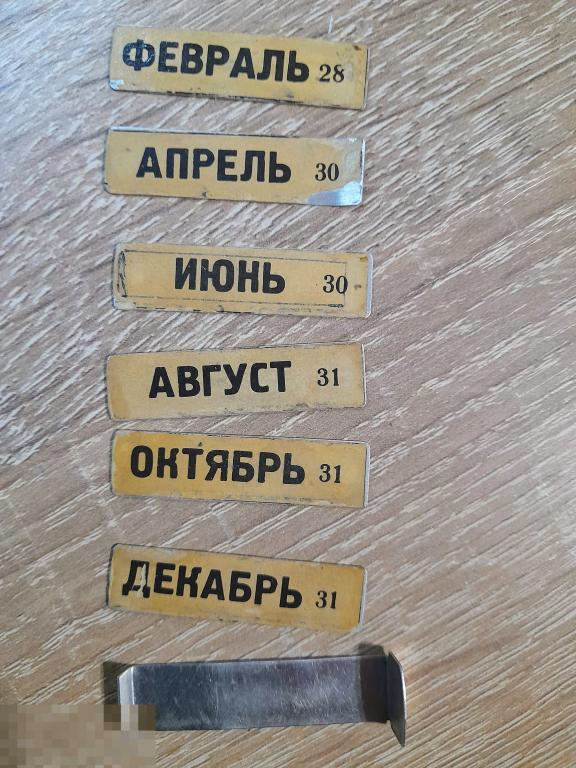 ФЕВРАЛЬ 28
АПРЕЛЬ 30
ИЮНЬ 30
АВГУСТ 31
ОКТЯБРЬ 31
ДЕКАБРЬ 31